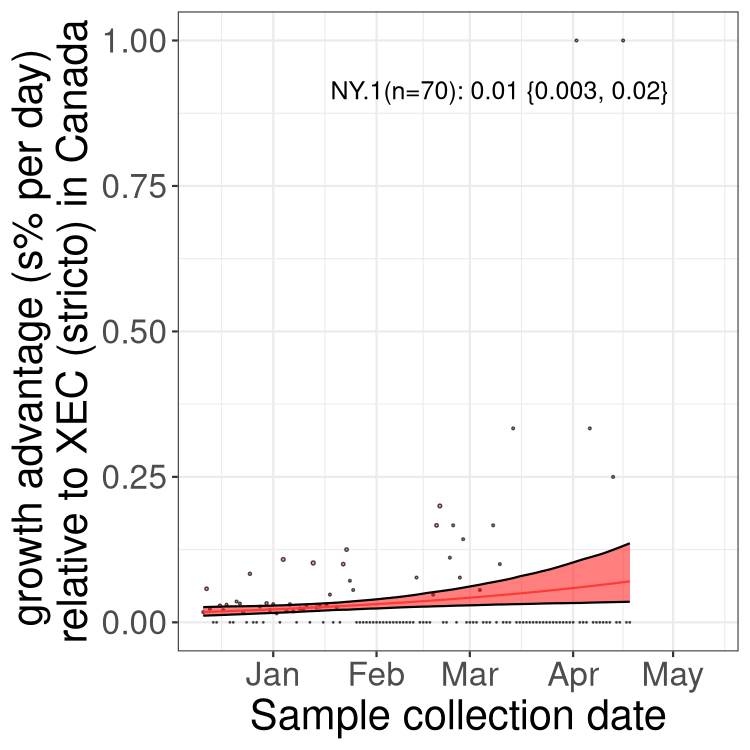 growth advantage (s% per day)
relative to XEC (stricto) in Canada
1.00
0.75
0.50
0.25
0.00
NY.1(n=70): 0.01 {0.003, 0.02}
Jan Feb Mar Apr May
Sample collection date